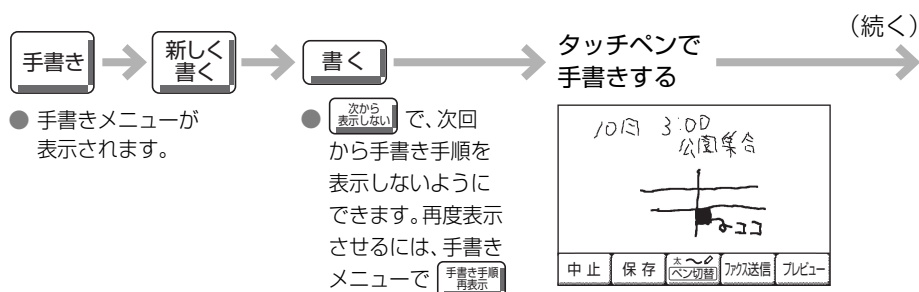 (続く)
手書き
新しく
書く
書く
タッチペンで
手書きする
● 手書きメニューが
表示されます。
● 次から
表示しない で、次回
から手書き手順を
表示しないように
できます。再度表示
させるには、手書き
メニューで 手書き手順
再表示
10月 3:00
公園集合
ココ
中止 保存 太 ペン切替 ファクス送信 プレビュー